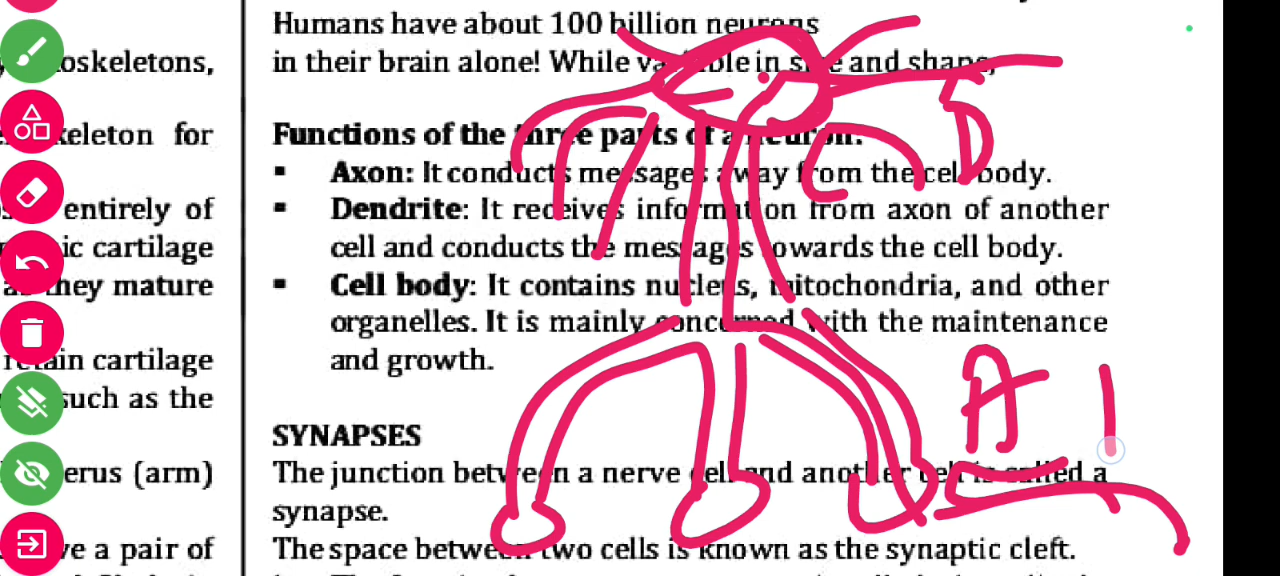 oskeletons,
keleton for
entirely of
ic cartilage
they mature
cartilage
such as the
erus (arm)
ve a pair of
Humans have about 100 billion neurons
in their brain alone! While variable in size and shape,
Functions of the three parts of a neuron:
▪ Axon: It conducts messages away from the cell body.
▪ Dendrite: It receives information from axon of another
cell and conducts the messages towards the cell body.
▪ Cell body: It contains nucleus, mitochondria, and other
organelles. It is mainly concerned with the maintenance
and growth.
SYNAPSES
The junction between a nerve cell and another cell is called a
synapse.
The space between two cells is known as the synaptic cleft.
D
C
A